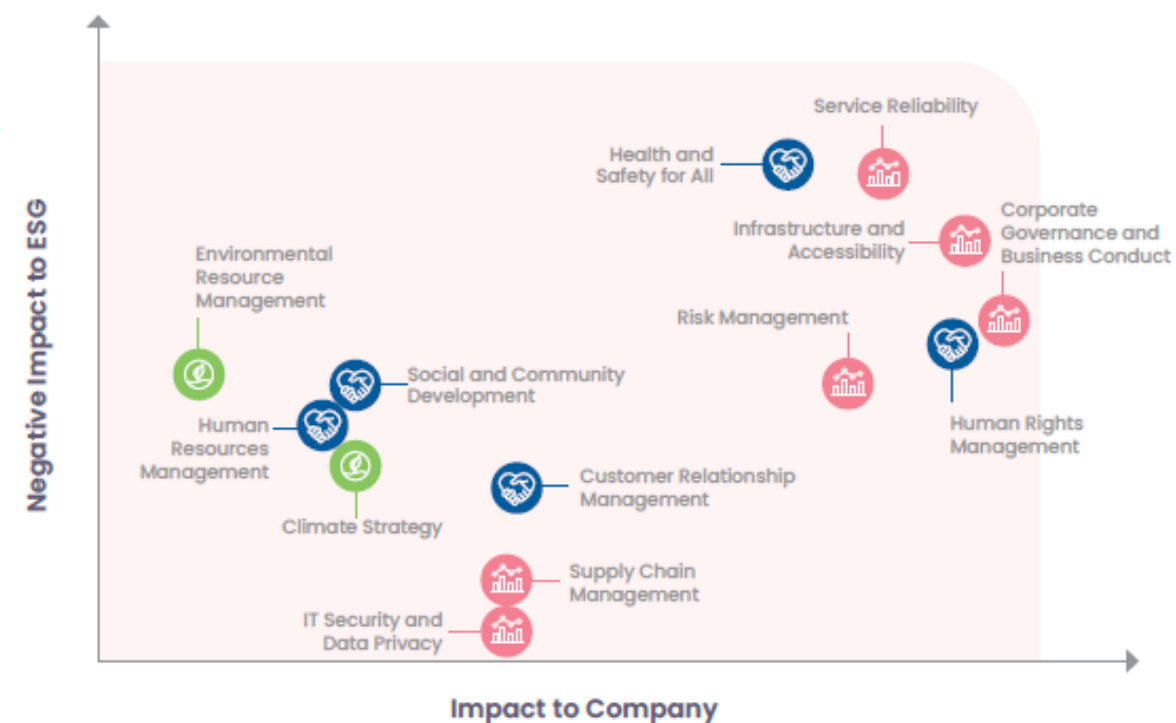 Service Reliability
Health and
Safety for All
Corporate
Governance and
Business Conduct
Infrastructure and
Accessibility
Environmental
Resource
Management
Risk Management
Social and Community
Development
Human
Resources
Management
Human Rights
Management
Customer Relationship
Management
Climate Strategy
Supply Chain
Management
IT Security and
Data Privacy
Negative Impact to ESG
Impact to Company